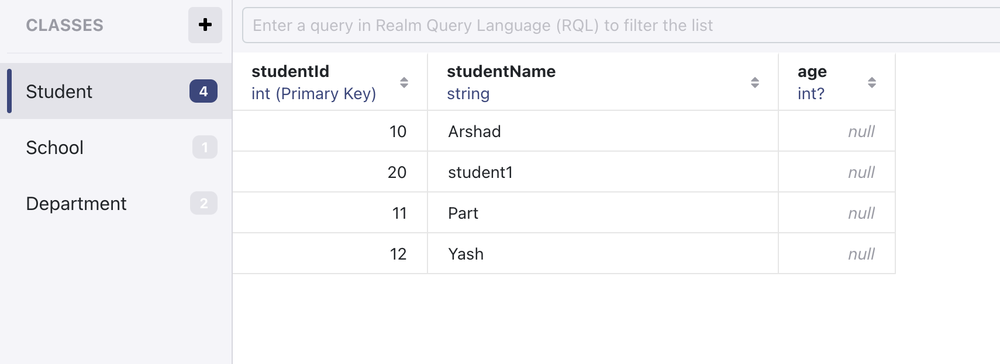 CLASSES
+
Student 4
School 1
Department 2
Enter a query in Realm Query Language (RQL) to filter the list
studentId studentName age
int (Primary Key) string int?
10 Arshad null
20 student1 null
11 Part null
12 Yash null